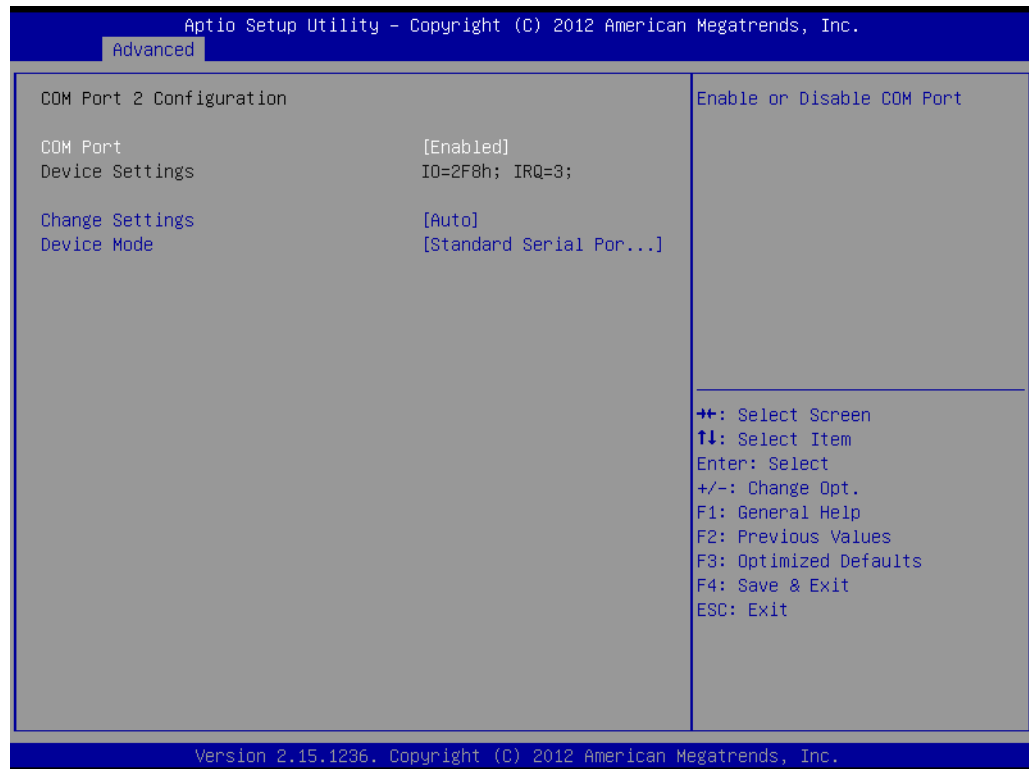 Aptio Setup Utility – Copyright (C) 2012 American Megatrends, Inc.
Advanced
COM Port 2 Configuration
COM Port [Enabled]
Device Settings IO=2F8h; IRQ=3;
Change Settings [Auto]
Device Mode [Standard Serial Por...]
Enable or Disable COM Port
→←: Select Screen
↑↓: Select Item
Enter: Select
+/-: Change Opt.
F1: General Help
F2: Previous Values
F3: Optimized Defaults
F4: Save & Exit
ESC: Exit
Version 2.15.1236. Copyright (C) 2012 American Megatrends, Inc.